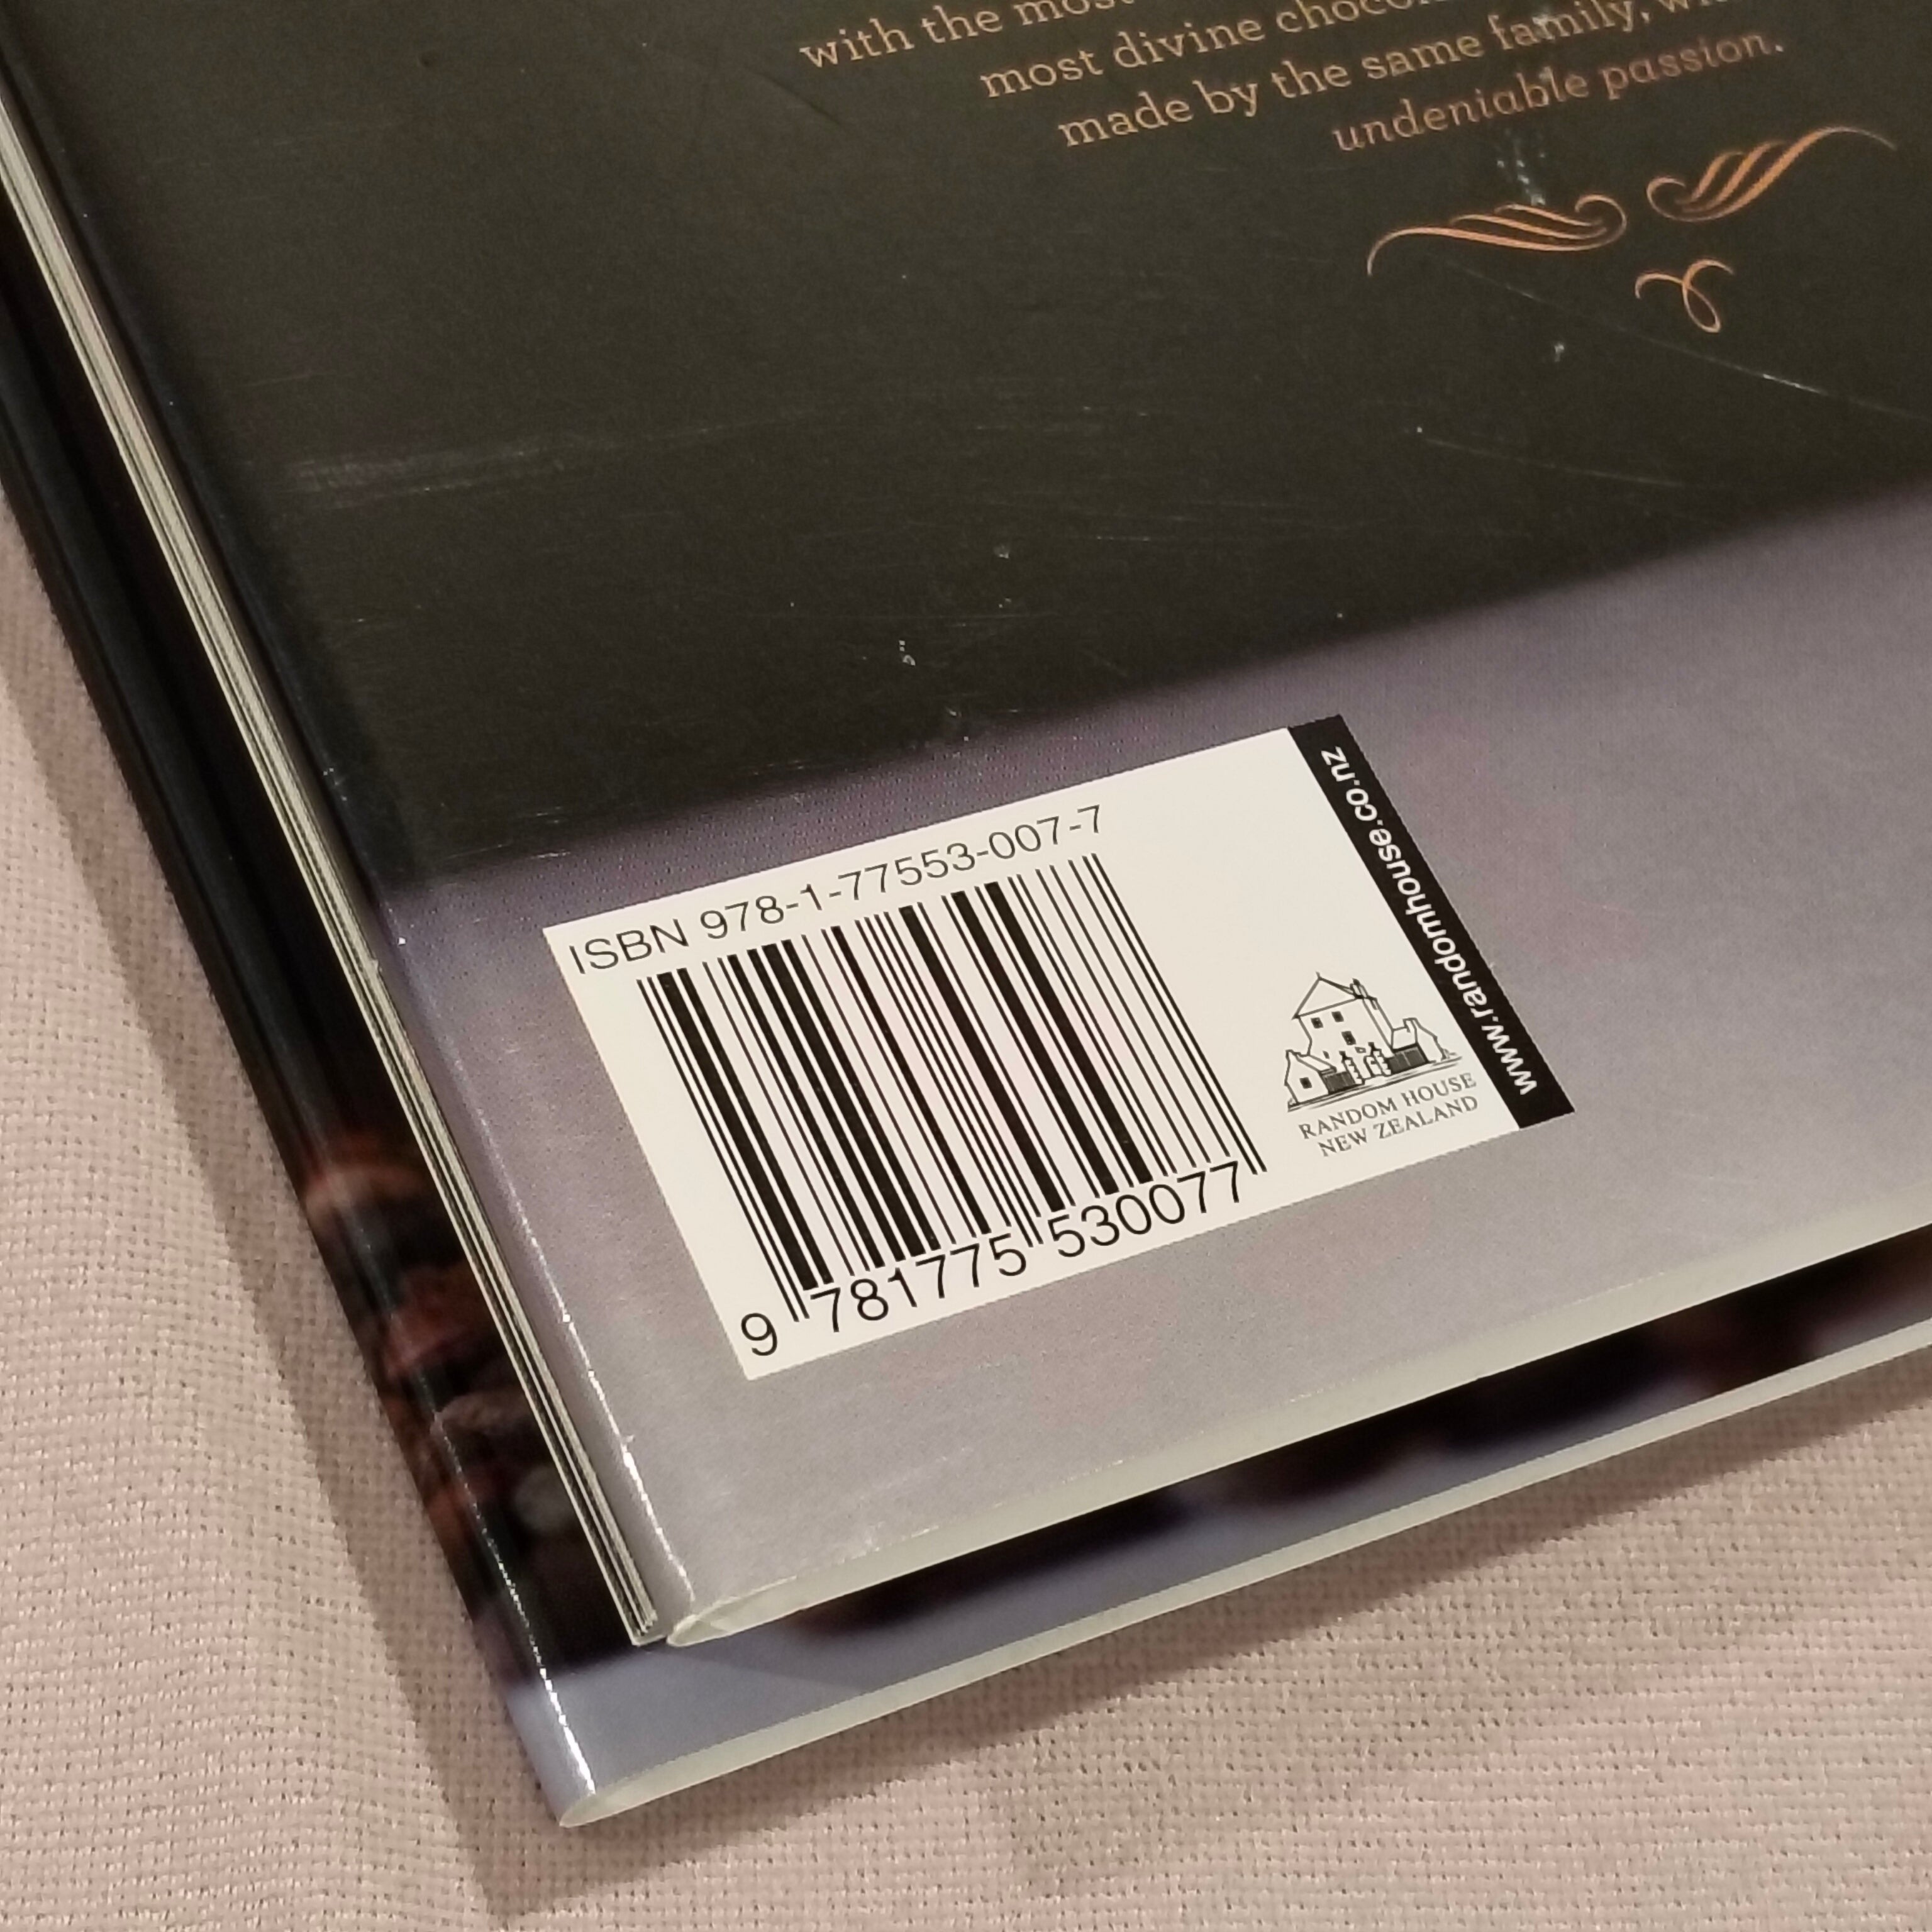 with the most
most divine
made by the same family,
undeniable passion.
ISBN 978-1-77553-007-7
9 781775 530077
RANDOM HOUSE
NEW ZEALAND
www.randomhouse.co.nz